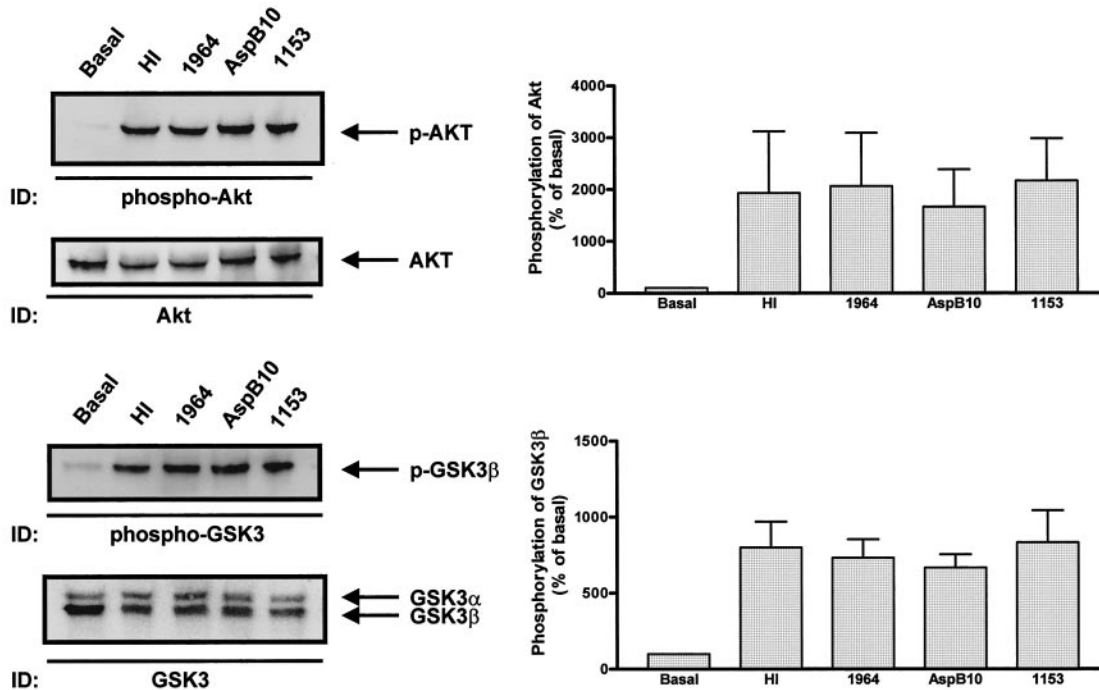 Basal HI 1964 AspB10 1153
p-AKT
ID: phospho-Akt
AKT
ID: Akt
Phosphorylation of Akt
(% of basal)
4000
3000
2000
1000
0
Basal HI 1964 AspB10 1153
Basal HI 1964 AspB10 1153
p-GSK3β
ID: phospho-GSK3
GSK3α
GSK3β
ID: GSK3
Phosphorylation of GSK3β
(% of basal)
1500
1000
500
0
Basal HI 1964 AspB10 1153